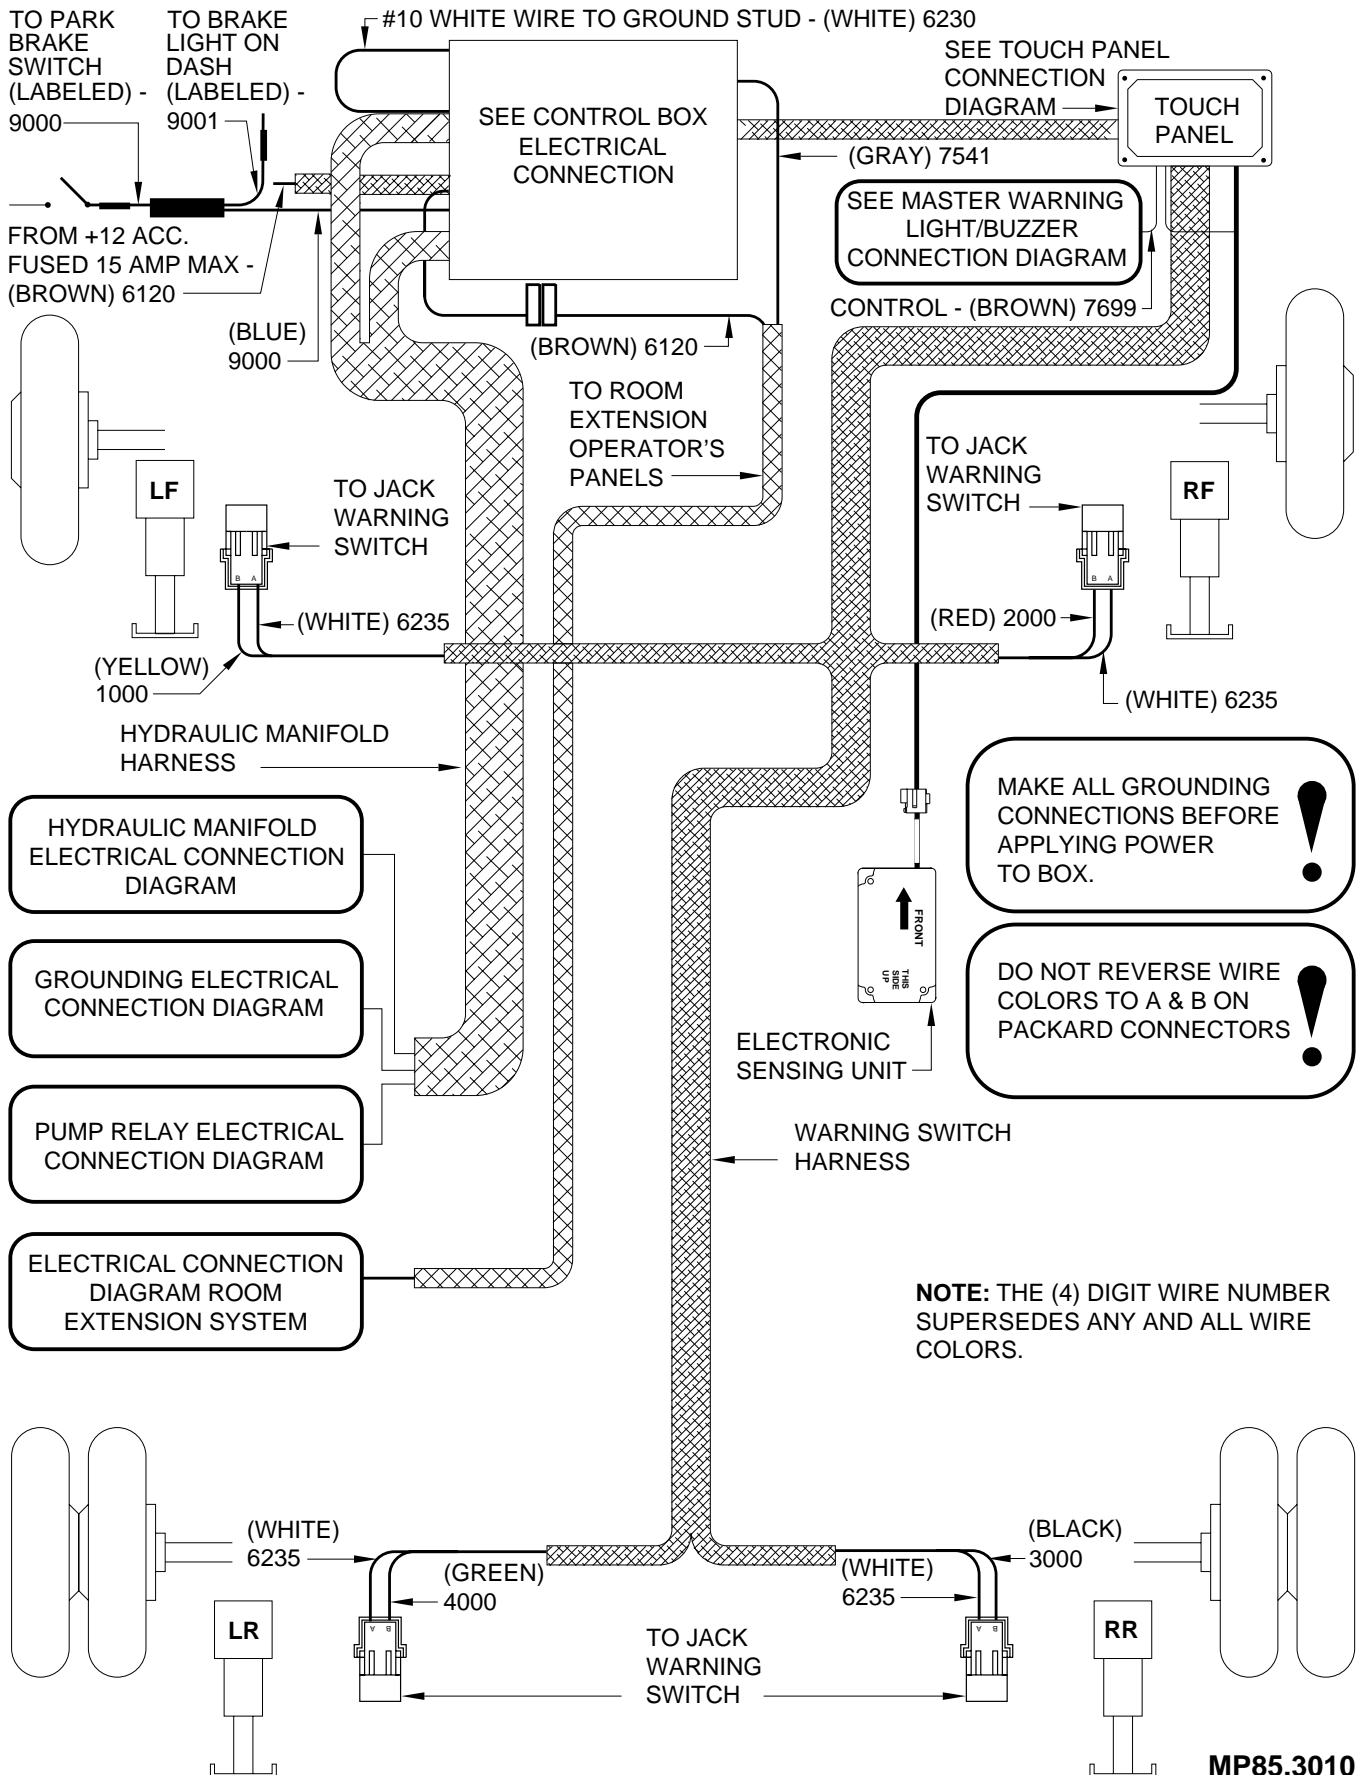 TO PARK
BRAKE
SWITCH
(LABELED) -
9000
TO BRAKE
LIGHT ON
DASH
(LABELED) -
9001
#10 WHITE WIRE TO GROUND STUD - (WHITE) 6230
SEE CONTROL BOX
ELECTRICAL
CONNECTION
SEE TOUCH PANEL
CONNECTION
DIAGRAM
TOUCH
PANEL
(GRAY) 7541
SEE MASTER WARNING
LIGHT/BUZZER
CONNECTION DIAGRAM
CONTROL - (BROWN) 7699
FROM +12 ACC.
FUSED 15 AMP MAX -
(BROWN) 6120
(BLUE)
9000
(BROWN) 6120
TO ROOM
EXTENSION
OPERATOR'S
PANELS
LF
TO JACK
WARNING
SWITCH
B A
(WHITE) 6235
(YELLOW)
1000
TO JACK
WARNING
SWITCH
RF
B A
(RED) 2000
(WHITE) 6235
HYDRAULIC MANIFOLD
HARNESS
HYDRAULIC MANIFOLD
ELECTRICAL CONNECTION
DIAGRAM
GROUNDING ELECTRICAL
CONNECTION DIAGRAM
PUMP RELAY ELECTRICAL
CONNECTION DIAGRAM
ELECTRICAL CONNECTION
DIAGRAM ROOM
EXTENSION SYSTEM
FRONT
THIS
SIDE
UP
ELECTRONIC
SENSING UNIT
MAKE ALL GROUNDING
CONNECTIONS BEFORE
APPLYING POWER
TO BOX.
!
DO NOT REVERSE WIRE
COLORS TO A & B ON
PACKARD CONNECTORS
!
WARNING SWITCH
HARNESS
NOTE: THE (4) DIGIT WIRE NUMBER
SUPERSEDES ANY AND ALL WIRE
COLORS.
(WHITE)
6235
(GREEN)
4000
A B
LR
TO JACK
WARNING
SWITCH
(WHITE)
6235
(BLACK)
3000
A B
RR
MP85.3010